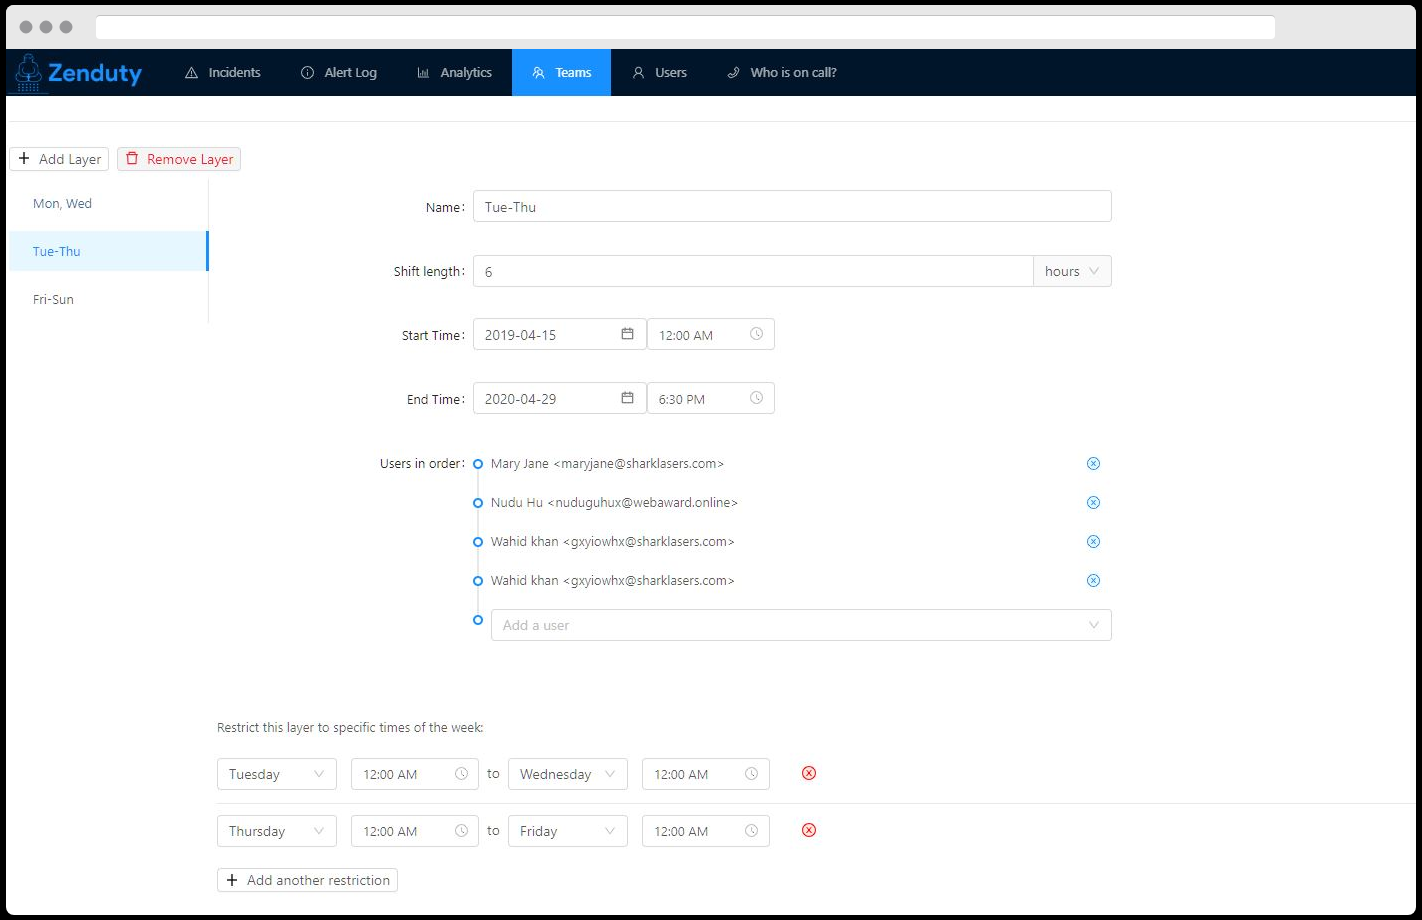 Zenduty Incidents Alert Log Analytics Teams Users Who is on call?
+ Add Layer Remove Layer
Mon, Wed
Tue-Thu
Fri-Sun
Name: Tue-Thu
Shift length: 6 hours
Start Time: 2019-04-15 12:00 AM
End Time: 2020-04-29 6:30 PM
Users in order: Mary Jane <maryjane@sharklasers.com>
Nudu Hu <nuduguhux@webaward.online>
Wahid khan <gxyiowhx@sharklasers.com>
Wahid khan <gxyiowhx@sharklasers.com>
Add a user
Restrict this layer to specific times of the week:
Tuesday 12:00 AM to Wednesday 12:00 AM
Thursday 12:00 AM to Friday 12:00 AM
+ Add another restriction